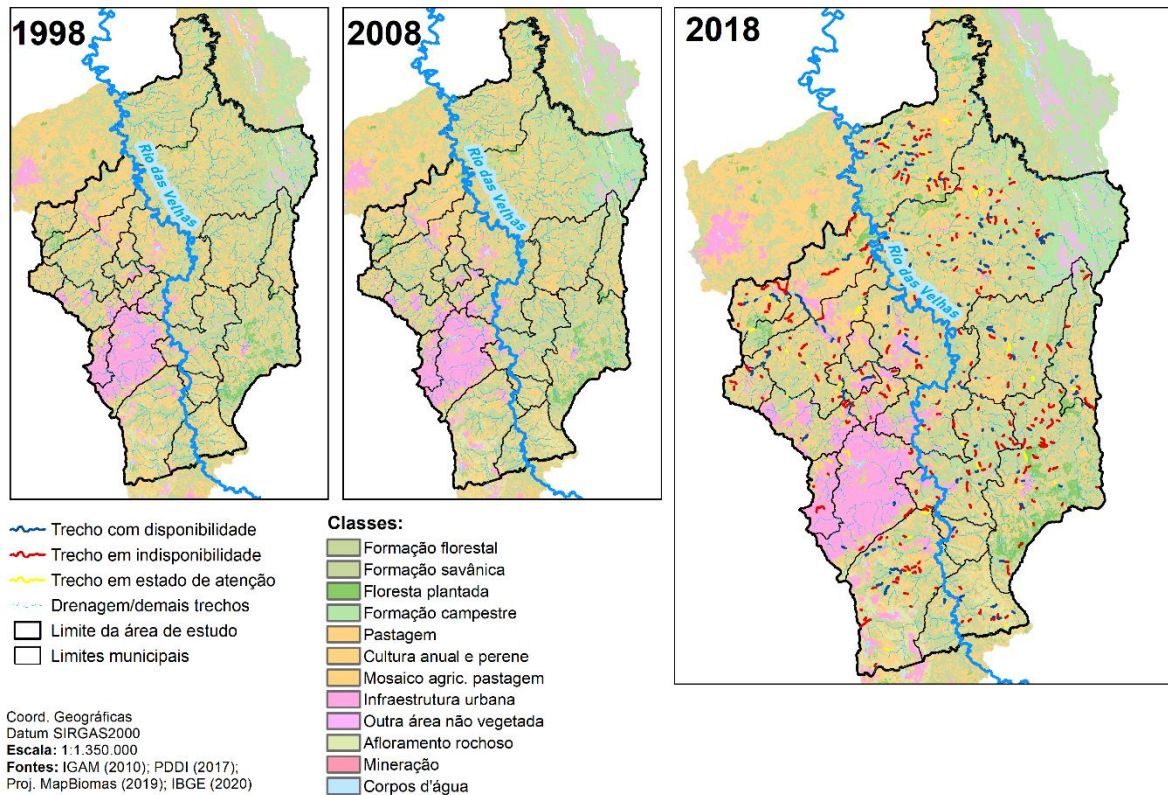 1998
2008
2018
Rio das Velhas
Rio das Velhas
Rio das Velhas
Trecho com disponibilidade
Trecho em indisponibilidade
Trecho em estado de atenção
Drenagem/demais trechos
Limite da área de estudo
Limites municipais
Coord. Geográficas
Datum SIRGAS2000
Escala: 1:1.350.000
Fontes: IGAM (2010); PDDI (2017);
Proj. MapBiomas (2019); IBGE (2020)
Classes:
Formação florestal
Formação savânica
Floresta plantada
Formação campestre
Pastagem
Cultura anual e perene
Mosaico agric. pastagem
Infraestrutura urbana
Outra área não vegetada
Afloramento rochoso
Mineração
Corpos d'água